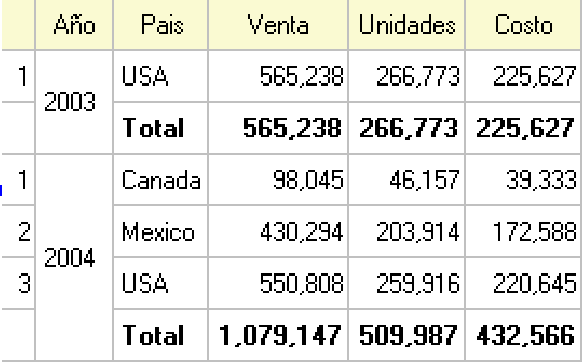 Año Pais Venta Unidades Costo
1 2003 USA 565,238 266,773 225,627
Total 565,238 266,773 225,627
1 2004 Canada 98,045 46,157 39,333
2 Mexico 430,294 203,914 172,588
3 USA 550,808 259,916 220,645
Total 1,079,147 509,987 432,566